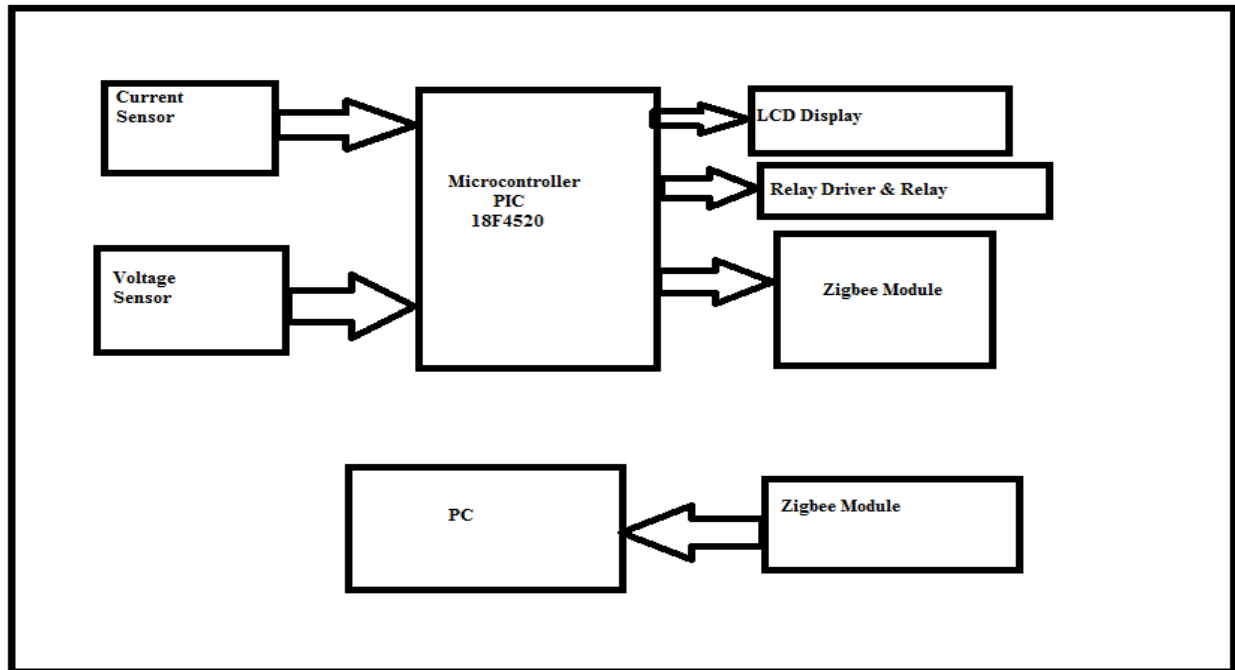 Current
Sensor
Microcontroller
PIC
18F4520
LCD Display
Relay Driver & Relay
Voltage
Sensor
Zigbee Module
PC
Zigbee Module